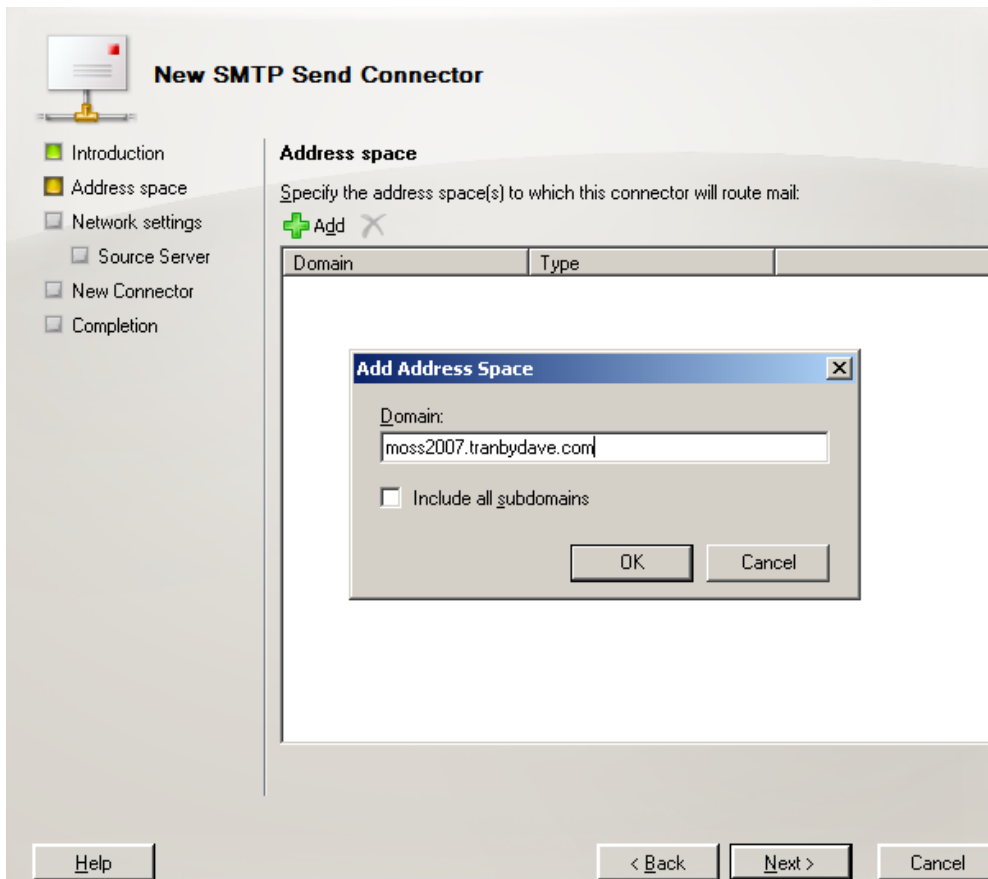 New SMTP Send Connector
Introduction
Address space
Network settings
Source Server
New Connector
Completion
Address space
Specify the address space(s) to which this connector will route mail:
Add
Domain Type
Add Address Space
Domain:
moss2007.tranbydave.com
Include all subdomains
OK Cancel
Help < Back Next > Cancel